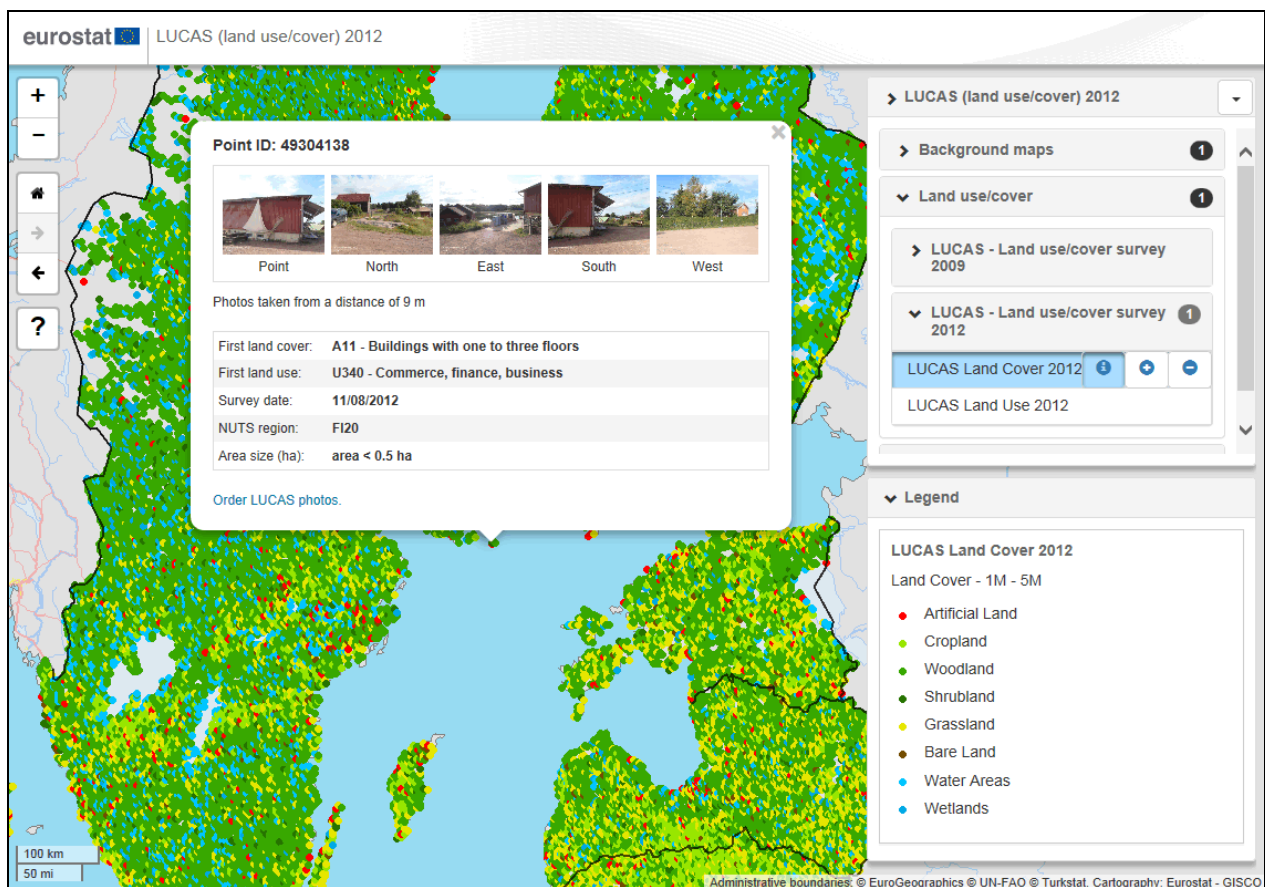 eurostat LUCAS (land use/cover) 2012
+
−
?
Point ID: 49304138
Point North East South West
Photos taken from a distance of 9 m
First land cover: A11 - Buildings with one to three floors
First land use: U340 - Commerce, finance, business
Survey date: 11/08/2012
NUTS region: FI20
Area size (ha): area < 0.5 ha
Order LUCAS photos.
LUCAS (land use/cover) 2012
Background maps 1
Land use/cover 1
LUCAS - Land use/cover survey
2009
LUCAS - Land use/cover survey 1
2012
LUCAS Land Cover 2012
LUCAS Land Use 2012
Legend
LUCAS Land Cover 2012
Land Cover - 1M - 5M
Artificial Land
Cropland
Woodland
Shrubland
Grassland
Bare Land
Water Areas
Wetlands
100 km
50 mi
Administrative boundaries: © EuroGeographics © UN-FAO © Turkstat, Cartography: Eurostat - GISCO